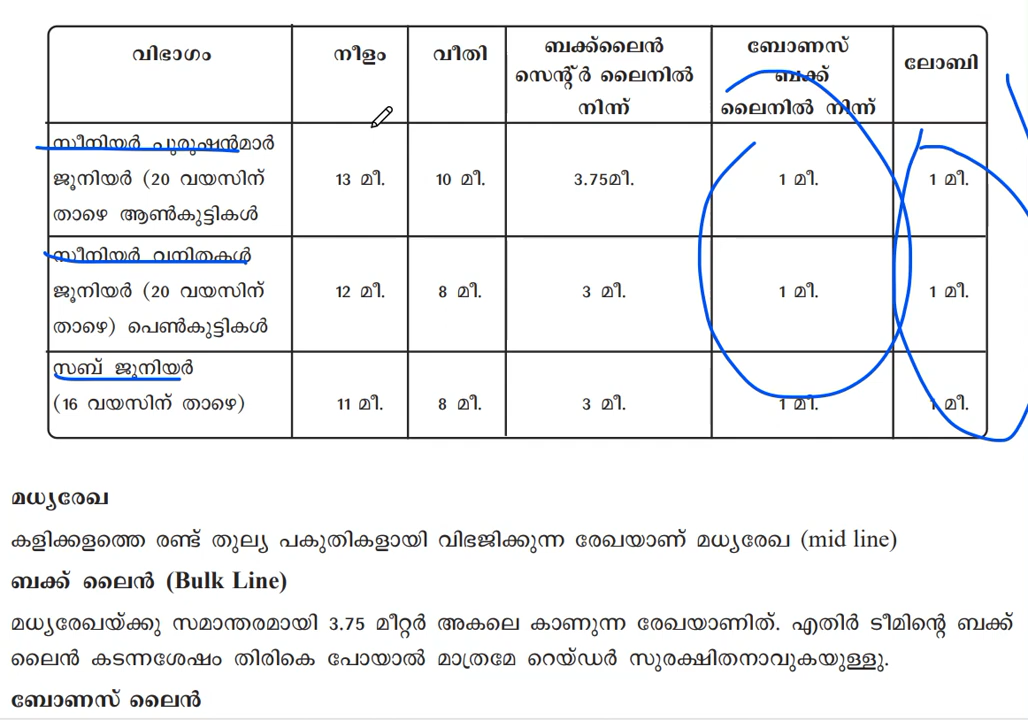 വിഭാഗം നീളം വീതി ബക്ക്ലൈൻ സെന്റർ ലൈനിൽ നിന്ന് ബോണസ് ബക്ക് ലൈനിൽ നിന്ന് ലോബി
സീനിയർ പുരുഷൻമാർ
ജൂനിയർ (20 വയസിന് 13 മീ. 10 മീ. 3.75മീ. 1 മീ. 1 മീ.
താഴെ ആൺകുട്ടികൾ
സീനിയർ വനിതകൾ
ജൂനിയർ (20 വയസിന് 12 മീ. 8 മീ. 3 മീ. 1 മീ. 1 മീ.
താഴെ) പെൺകുട്ടികൾ
സബ് ജൂനിയർ
(16 വയസിന് താഴെ) 11 മീ. 8 മീ. 3 മീ. 1 മീ. 1 മീ.
മധ്യരേഖ
കളിക്കളത്തെ രണ്ട് തുല്യ പകുതികളായി വിഭജിക്കുന്ന രേഖയാണ് മധ്യരേഖ (mid line)
ബക്ക് ലൈൻ (Bulk Line)
മധ്യരേഖയ്ക്കു സമാന്തരമായി 3.75 മീറ്റർ അകലെ കാണുന്ന രേഖയാണിത്. എതിർ ടീമിന്റെ ബക്ക്
ലൈൻ കടന്നശേഷം തിരികെ പോയാൽ മാത്രമേ റെയ്ഡർ സുരക്ഷിതനാവുകയുള്ളു.
ബോണസ് ലൈൻ